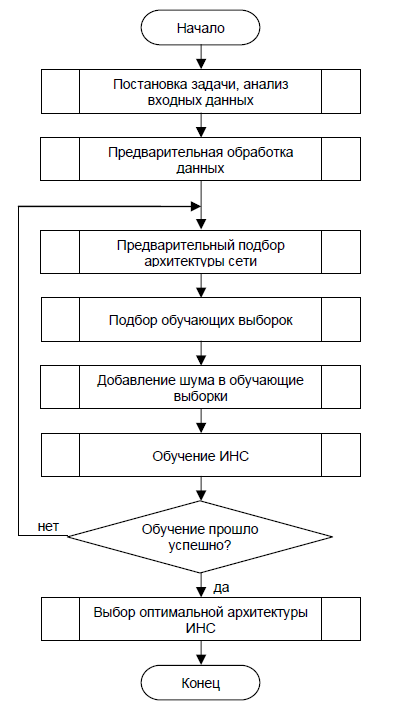 Начало
Постановка задачи, анализ
входных данных
Предварительная обработка
данных
Предварительный подбор
архитектуры сети
Подбор обучающих выборок
Добавление шума в обучающие
выборки
Обучение ИНС
Обучение прошло
успешно?
нет
да
Выбор оптимальной архитектуры
ИНС
Конец